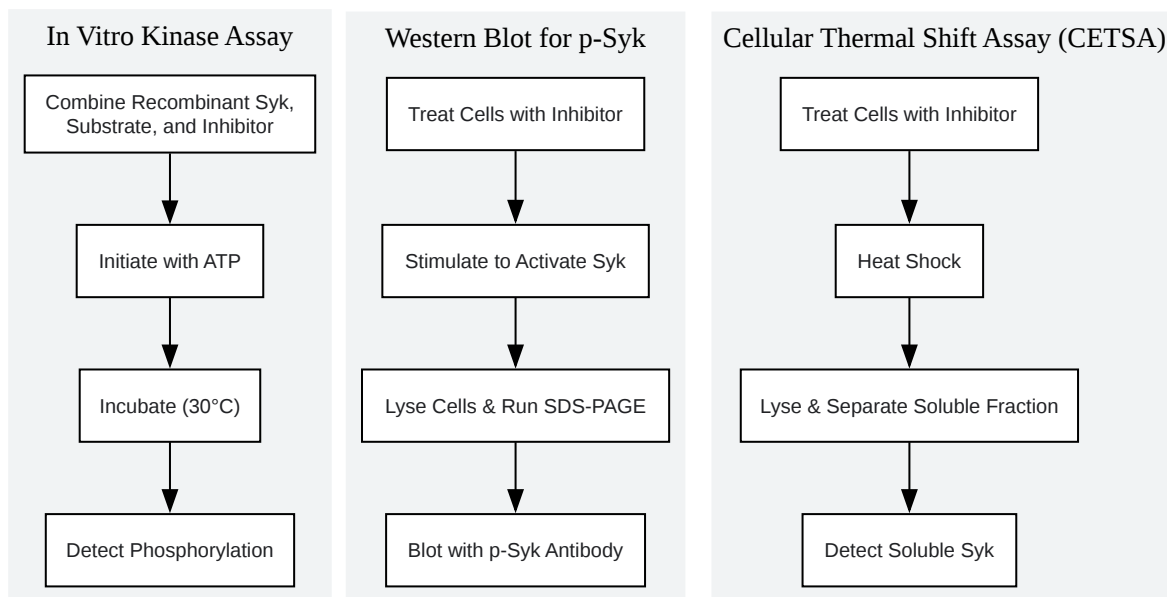 In Vitro Kinase Assay
Combine Recombinant Syk,
Substrate, and Inhibitor
Initiate with ATP
Incubate (30°C)
Detect Phosphorylation
Western Blot for p-Syk
Treat Cells with Inhibitor
Stimulate to Activate Syk
Lyse Cells & Run SDS-PAGE
Blot with p-Syk Antibody
Cellular Thermal Shift Assay (CETSA)
Treat Cells with Inhibitor
Heat Shock
Lyse & Separate Soluble Fraction
Detect Soluble Syk